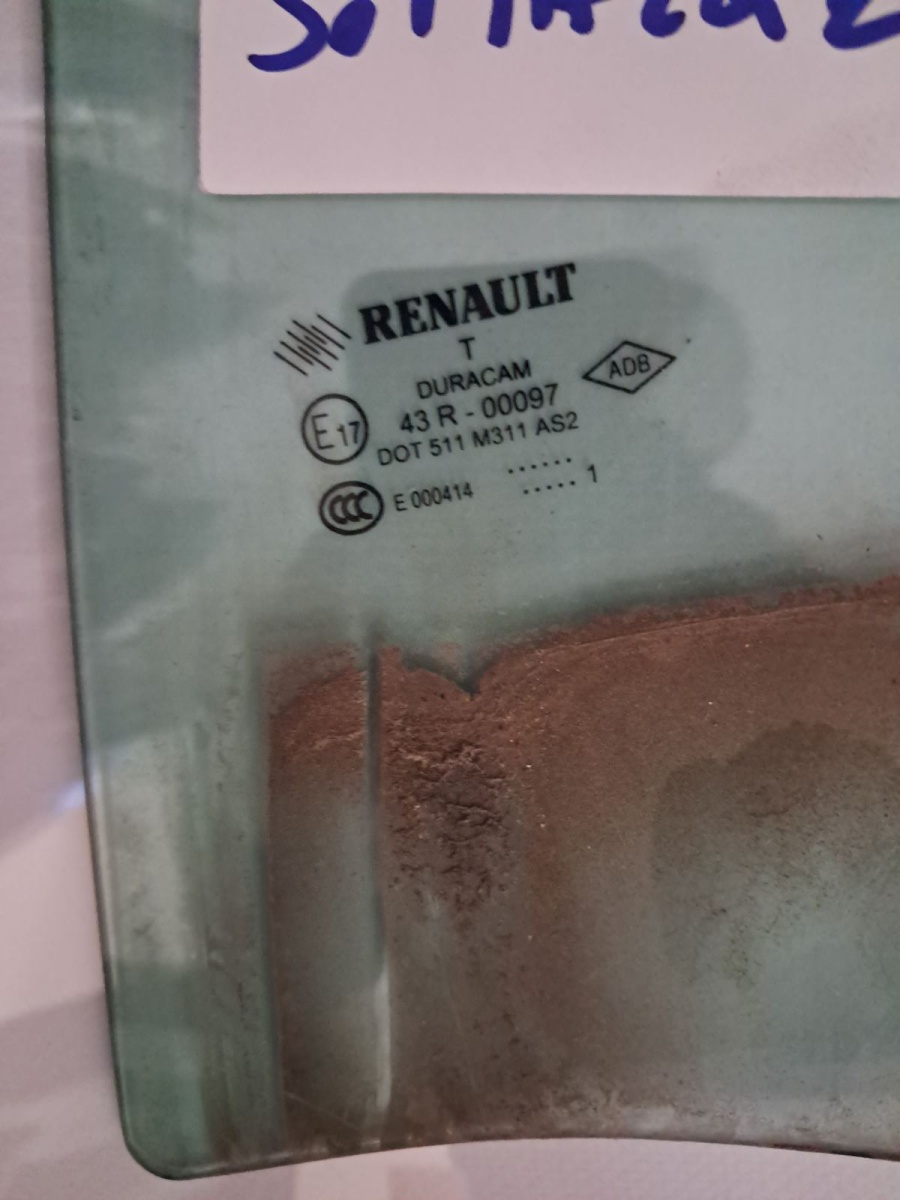 RENAULT
T
DURACAM
ADB
E17
43 R - 00097
DOT 511 M311 AS2
CCC
E 000414
......
..... 1